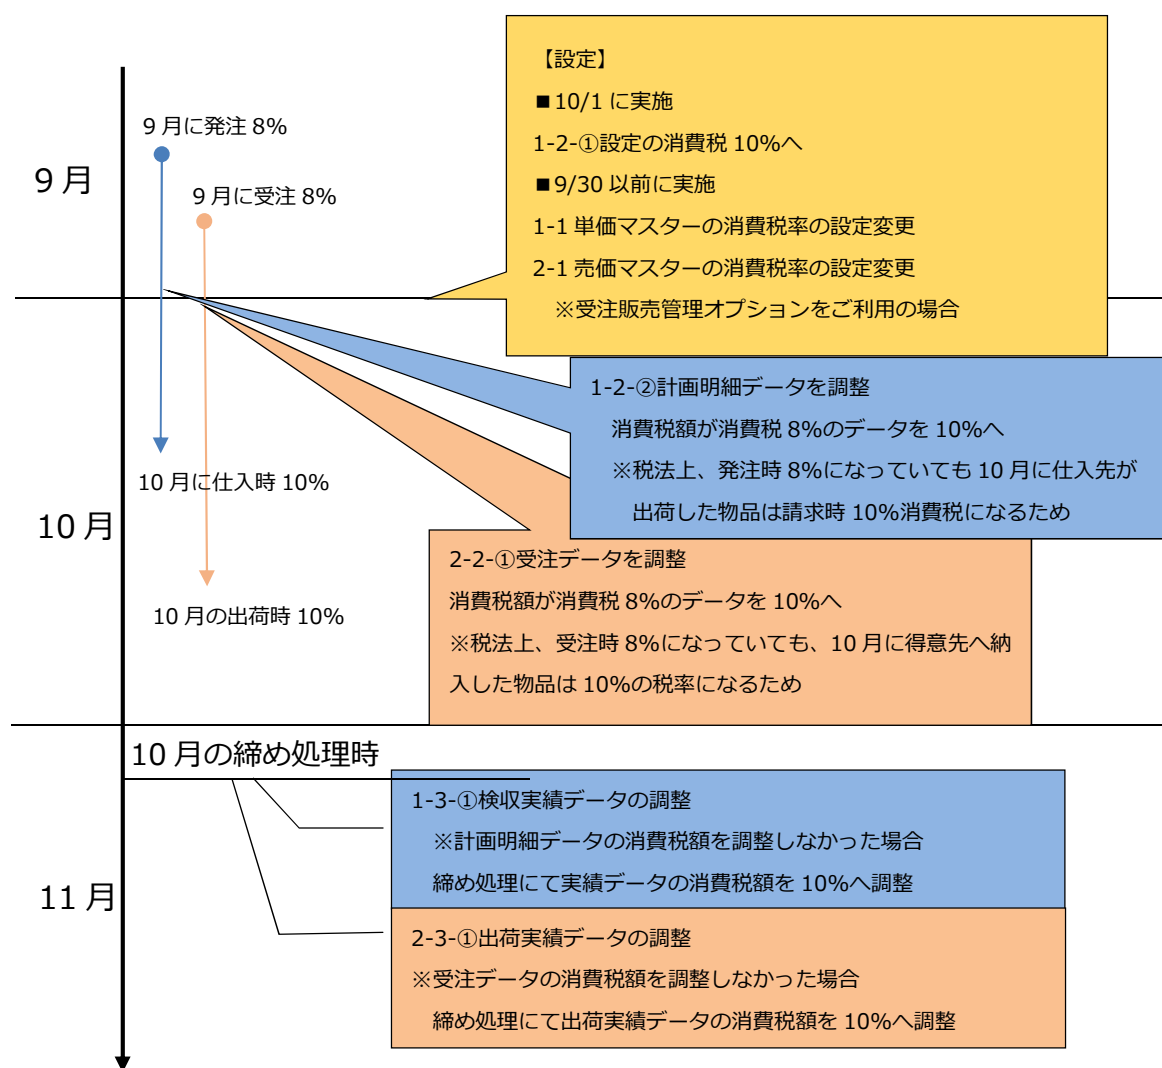 【設定】
■10/1 に実施
1-2-①設定の消費税 10%へ
■9/30 以前に実施
1-1 単価マスターの消費税率の設定変更
2-1 売価マスターの消費税率の設定変更
※受注販売管理オプションをご利用の場合
9 月に発注 8%
9 月
9 月に受注 8%
1-2-②計画明細データを調整
消費税額が消費税 8%のデータを 10%へ
※税法上、発注時 8%になっていても 10 月に仕入先が
出荷した物品は請求時 10%消費税になるため
10 月に仕入時 10%
10 月
10 月の出荷時 10%
2-2-①受注データを調整
消費税額が消費税 8%のデータを 10%へ
※税法上、受注時 8%になっていても、10 月に得意先へ納
入した物品は 10%の税率になるため
10 月の締め処理時
11 月
1-3-①検収実績データの調整
※計画明細データの消費税額を調整しなかった場合
締め処理にて実績データの消費税額を 10%へ調整
2-3-①出荷実績データの調整
※受注データの消費税額を調整しなかった場合
締め処理にて出荷実績データの消費税額を 10%へ調整